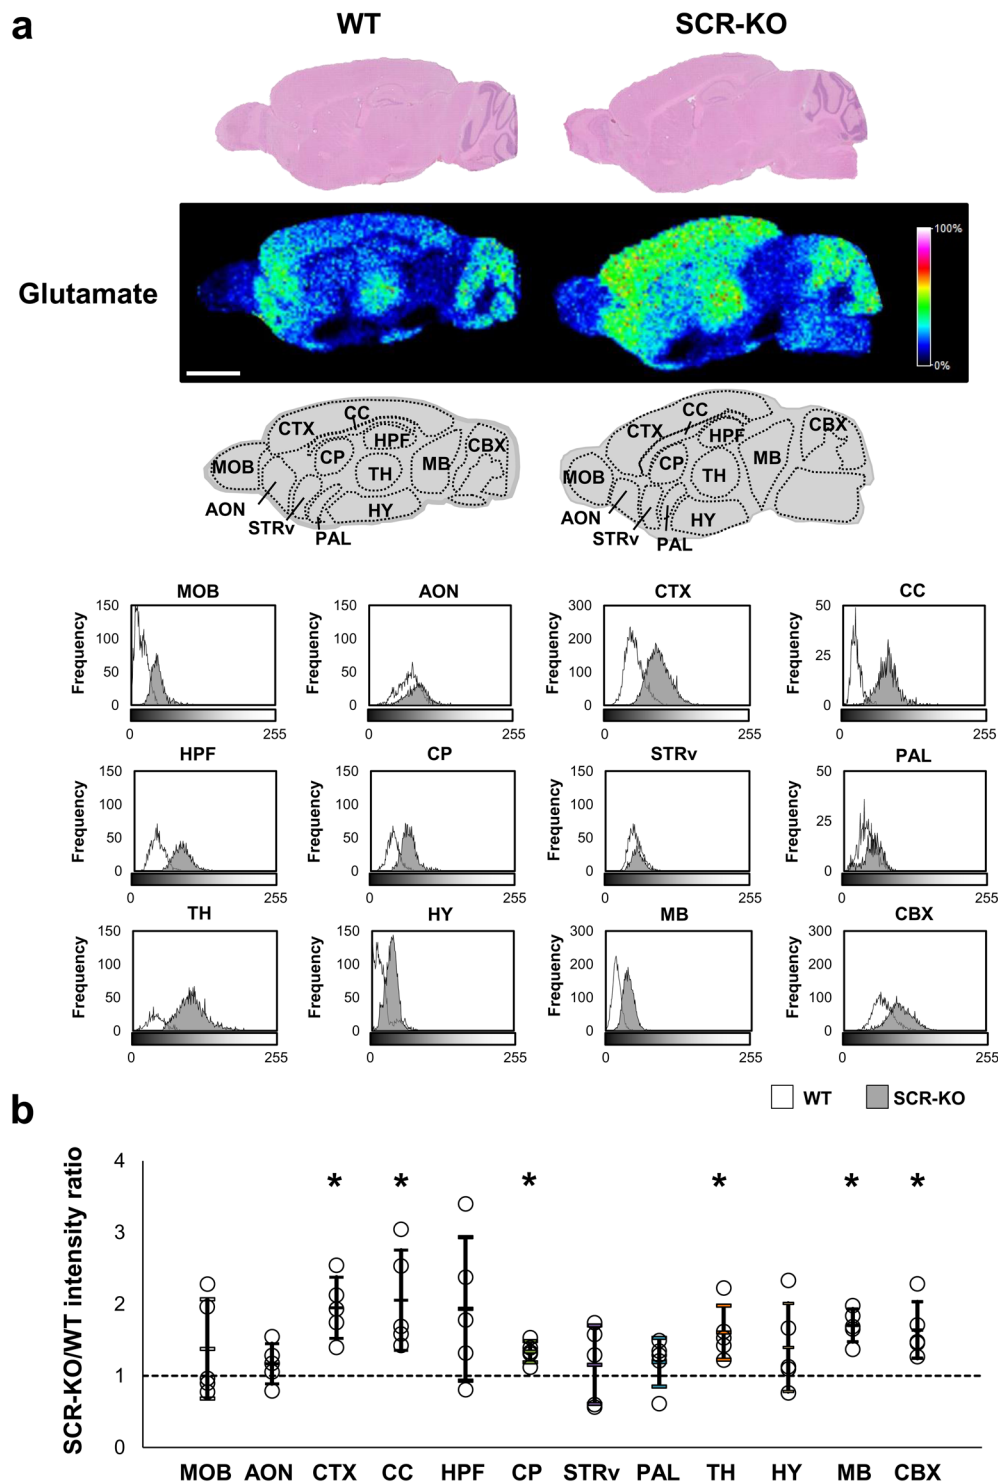 a
WT SCR-KO
Glutamate
100%
0%
CC CTX HPF CP MOB TH MB CBX AON STRv HY PAL
CC CTX HPF CBX CP MOB TH MB AON STRv HY PAL
MOB AON CTX CC
Frequency 150 100 50 0 Frequency 150 100 50 0 Frequency 300 200 100 0 Frequency 50 25 0
0 255 0 255 0 255 0 255
HPF CP STRv PAL
Frequency 150 100 50 0 Frequency 150 100 50 0 Frequency 150 100 50 0 Frequency 50 25 0
0 255 0 255 0 255 0 255
TH HY MB CBX
Frequency 150 100 50 0 Frequency 150 100 50 0 Frequency 300 200 100 0 Frequency 300 200 100 0
0 255 0 255 0 255 0 255
WT SCR-KO
b
SCR-KO/WT intensity ratio
4
* * * * * *
3
2
1
0
MOB AON CTX CC HPF CP STRv PAL TH HY MB CBX